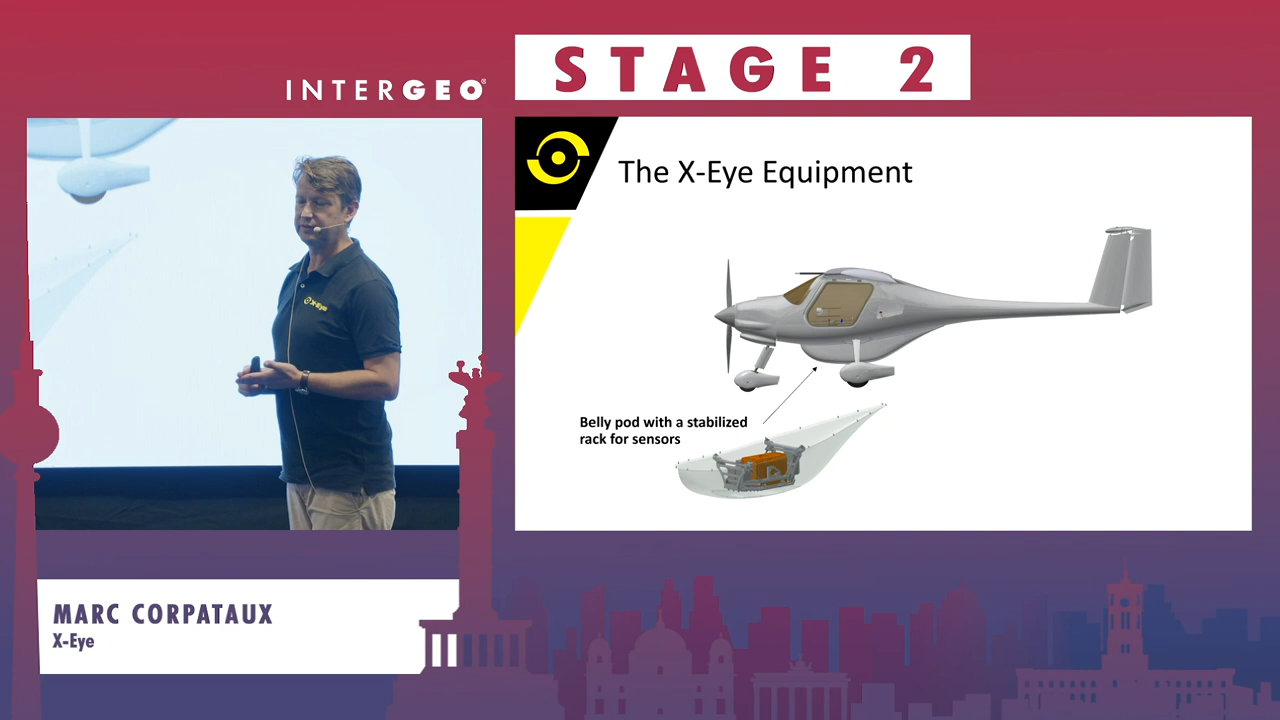 INTERGEO®
STAGE 2
The X-Eye Equipment
Belly pod with a stabilized
rack for sensors
MARC CORPATAUX
X-Eye